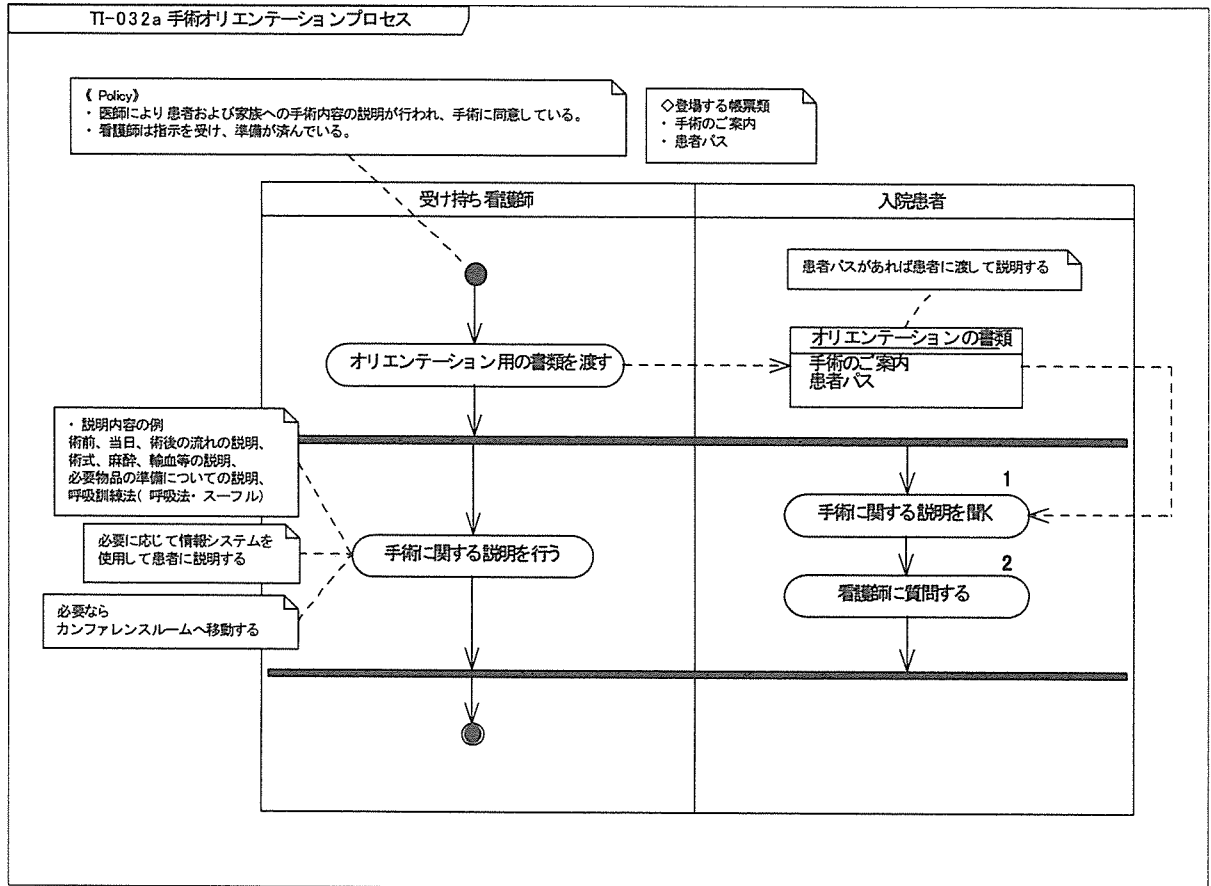 TI-032a 手術オリエンテーションプロセス
《 Policy》
・ 医師により患者および家族への手術内容の説明が行われ、手術に同意している。
・ 看護師は指示を受け、準備が済んでいる。
◇登場する帳票類
・ 手術のご案内
・ 患者パス
受け持ち看護師
入院患者
患者パスがあれば患者に渡して説明する
オリエンテーション用の書類を渡す
オリエンテーションの書類
手術のご案内
患者パス
・ 説明内容の例
術前、当日、術後の流れの説明、
術式、麻酔、輸血等の説明、
必要物品の準備についての説明、
呼吸訓練法( 呼吸法・スーフル)
1
手術に関する説明を聞く
必要に応じて情報システムを
使用して患者に説明する
手術に関する説明を行う
2
看護師に質問する
必要なら
カンファレンスルームへ移動する